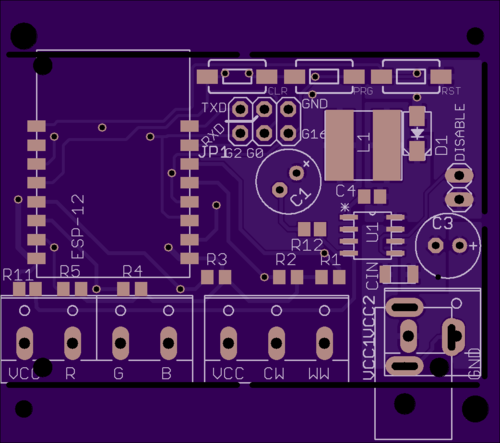 CLR
PRG
RST
TXD
GND
RXD
G16
JP1
G2 G0
L1
D1
DISABLE
C1
C4
ESP-12
R12
U1
C3
R3
R2
R1
CIN
R11
R5
R4
VCC1
VCC2
GND
VCC
R
G
B
VCC
CW
WW